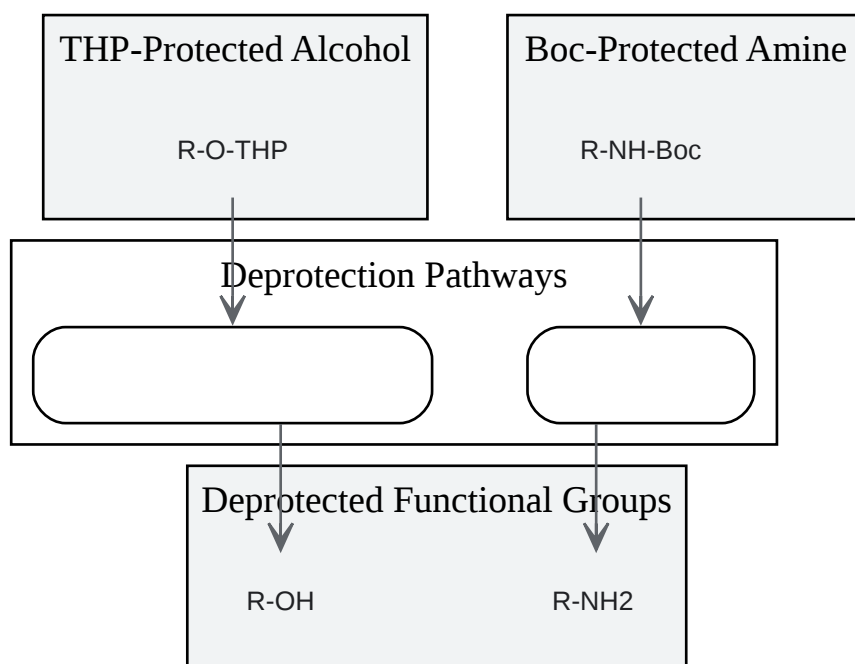 THP-Protected Alcohol
Boc-Protected Amine
R-O-THP
R-NH-Boc
Deprotection Pathways
Deprotected Functional Groups
R-OH
R-NH2